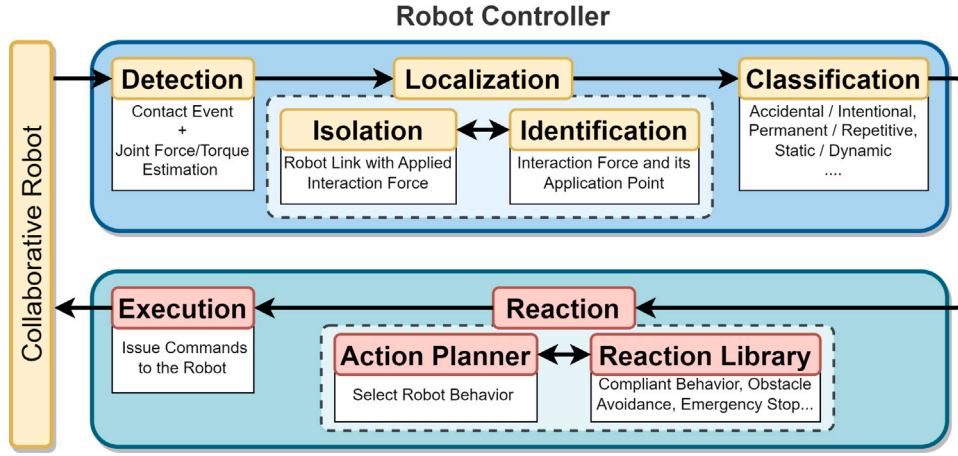 Robot Controller
Collaborative Robot
Detection
Contact Event
+
Joint Force/Torque
Estimation
Localization
Isolation
Robot Link with Applied
Interaction Force
Identification
Interaction Force and its
Application Point
Classification
Accidental / Intentional,
Permanent / Repetitive,
Static / Dynamic
....
Execution
Issue Commands
to the Robot
Reaction
Action Planner
Select Robot Behavior
Reaction Library
Compliant Behavior, Obstacle
Avoidance, Emergency Stop...